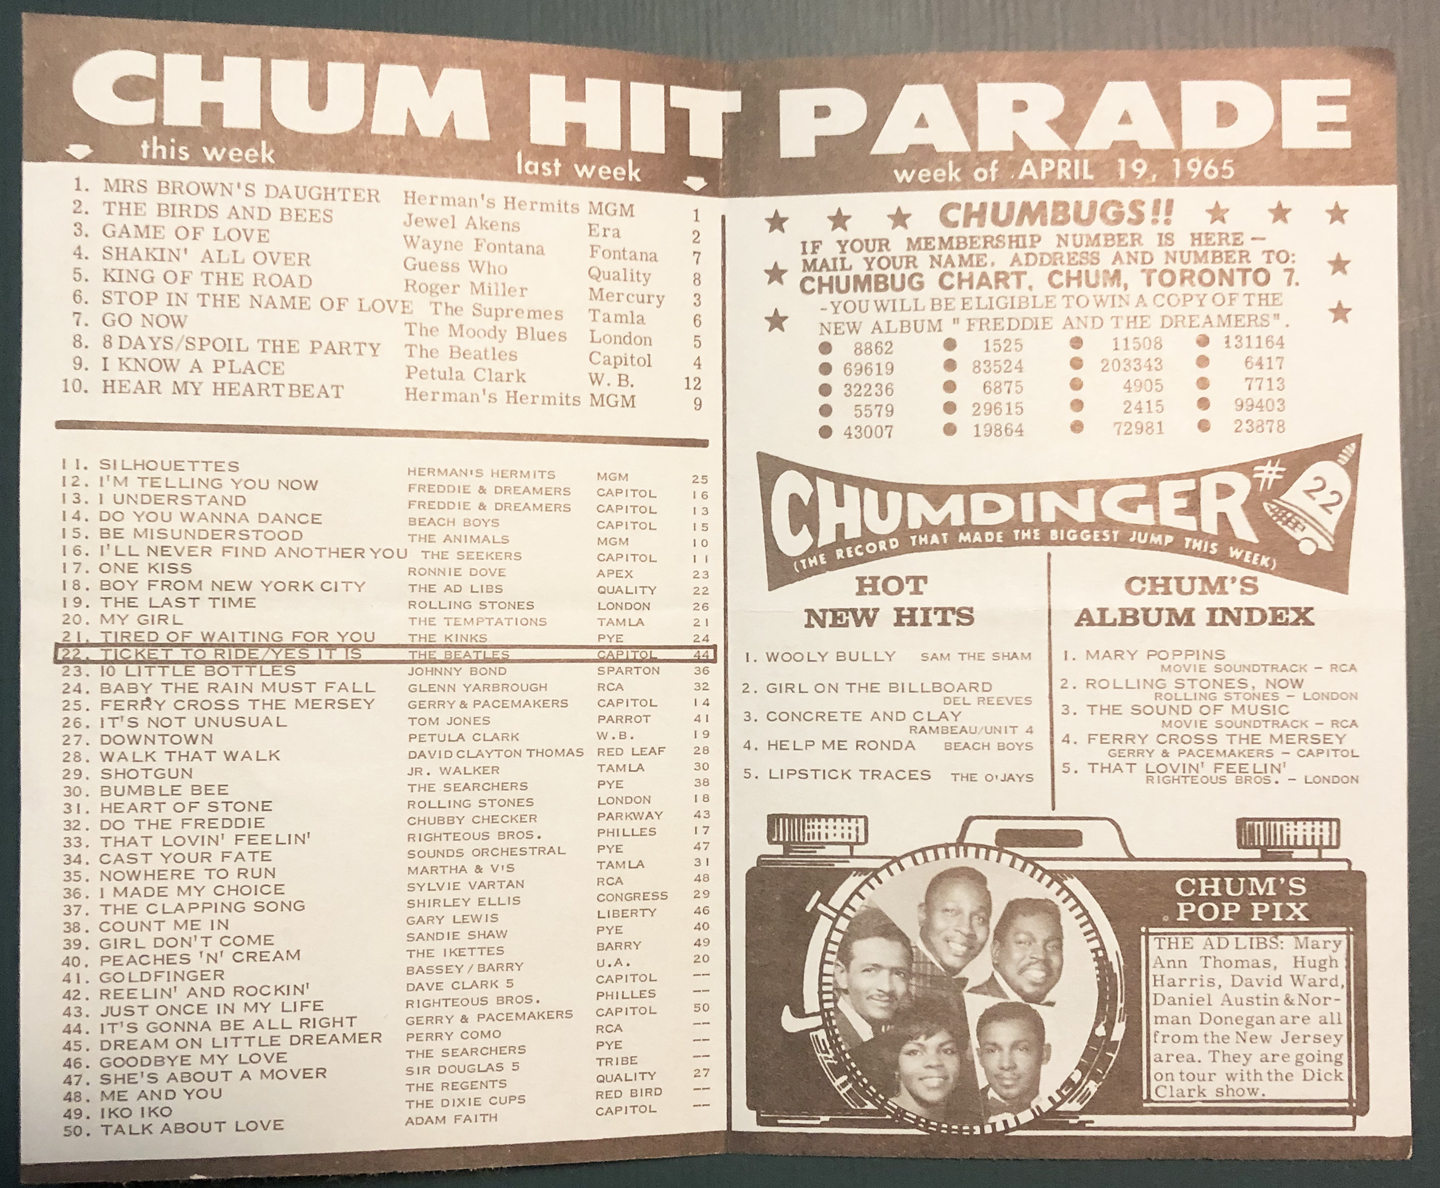 CHUM HIT PARADE
this week
last week
week of APRIL 19, 1965
1. MRS BROWN'S DAUGHTER Herman's Hermits MGM 1
2. THE BIRDS AND BEES Jewel Akens Era 2
3. GAME OF LOVE Wayne Fontana Fontana 7
4. SHAKIN' ALL OVER Guess Who Quality 8
5. KING OF THE ROAD Roger Miller Mercury 3
6. STOP IN THE NAME OF LOVE The Supremes Tamla 6
7. GO NOW The Moody Blues London 5
8. 8 DAYS/SPOIL THE PARTY The Beatles Capitol 4
9. I KNOW A PLACE Petula Clark W.B. 12
10. HEAR MY HEARTBEAT Herman's Hermits MGM 9
11. SILHOUETTES HERMAN'S HERMITS MGM 25
12. I'M TELLING YOU NOW FREDDIE & DREAMERS CAPITOL 16
13. I UNDERSTAND FREDDIE & DREAMERS CAPITOL 13
14. DO YOU WANNA DANCE BEACH BOYS CAPITOL 15
15. BE MISUNDERSTOOD THE ANIMALS MGM 10
16. I'LL NEVER FIND ANOTHER YOU THE SEEKERS CAPITOL 11
17. ONE KISS RONNIE DOVE APEX 23
18. BOY FROM NEW YORK CITY THE AD LIBS QUALITY 22
19. THE LAST TIME ROLLING STONES LONDON 26
20. MY GIRL THE TEMPTATIONS TAMLA 21
21. TIRED OF WAITING FOR YOU THE KINKS PYE 24
22. TICKET TO RIDE/YES IT IS THE BEATLES CAPITOL 44
23. 10 LITTLE BOTTLES JOHNNY BOND SPARTON 36
24. BABY THE RAIN MUST FALL GLENN YARBROUGH RCA 32
25. FERRY CROSS THE MERSEY GERRY & PACEMAKERS CAPITOL 14
26. IT'S NOT UNUSUAL TOM JONES PARROT 41
27. DOWNTOWN PETULA CLARK W.B. 19
28. WALK THAT WALK DAVID CLAYTON THOMAS RED LEAF 28
29. SHOTGUN JR. WALKER TAMLA 30
30. BUMBLE BEE THE SEARCHERS PYE 38
31. HEART OF STONE ROLLING STONES LONDON 18
32. DO THE FREDDIE CHUBBY CHECKER PARKWAY 43
33. THAT LOVIN' FEELIN' RIGHTEOUS BROS. PHILLES 17
34. CAST YOUR FATE SOUNDS ORCHESTRAL PYE 47
35. NOWHERE TO RUN MARTHA & V'S TAMLA 31
36. I MADE MY CHOICE SYLVIE VARTAN RCA 48
37. THE CLAPPING SONG SHIRLEY ELLIS CONGRESS 29
38. COUNT ME IN GARY LEWIS LIBERTY 46
39. GIRL DON'T COME SANDIE SHAW PYE 40
40. PEACHES 'N' CREAM THE IKETTES BARRY 49
41. GOLDFINGER BASSEY/BARRY U.A. 20
42. REELIN' AND ROCKIN' DAVE CLARK 5 CAPITOL --
43. JUST ONCE IN MY LIFE RIGHTEOUS BROS. PHILLES --
44. IT'S GONNA BE ALL RIGHT GERRY & PACEMAKERS CAPITOL 50
45. DREAM ON LITTLE DREAMER PERRY COMO RCA --
46. GOODBYE MY LOVE THE SEARCHERS PYE --
47. SHE'S ABOUT A MOVER SIR DOUGLAS 5 TRIBE --
48. ME AND YOU THE REGENTS QUALITY 27
49. IKO IKO THE DIXIE CUPS RED BIRD --
50. TALK ABOUT LOVE ADAM FAITH CAPITOL --
CHUMBUGS!!
IF YOUR MEMBERSHIP NUMBER IS HERE –
MAIL YOUR NAME, ADDRESS AND NUMBER TO:
CHUMBUG CHART, CHUM, TORONTO 7.
-YOU WILL BE ELIGIBLE TO WIN A COPY OF THE
NEW ALBUM "FREDDIE AND THE DREAMERS".
8862 1525 11508 131164
69619 83524 203343 6417
32236 6875 4905 7713
5579 29615 2415 99403
43007 19864 72981 23878
CHUMDINGER # 22
(THE RECORD THAT MADE THE BIGGEST JUMP THIS WEEK)
HOT
NEW HITS
1. WOOLY BULLY SAM THE SHAM
2. GIRL ON THE BILLBOARD
DEL REEVES
3. CONCRETE AND CLAY
RAMBEAU/UNIT 4
4. HELP ME RONDA BEACH BOYS
5. LIPSTICK TRACES THE O'JAYS
CHUM'S
ALBUM INDEX
1. MARY POPPINS
MOVIE SOUNDTRACK – RCA
2. ROLLING STONES, NOW
ROLLING STONES – LONDON
3. THE SOUND OF MUSIC
MOVIE SOUNDTRACK – RCA
4. FERRY CROSS THE MERSEY
GERRY & PACEMAKERS – CAPITOL
5. THAT LOVIN' FEELIN'
RIGHTEOUS BROS. – LONDON
CHUM'S
POP PIX
THE AD LIBS: Mary
Ann Thomas, Hugh
Harris, David Ward,
Daniel Austin & Nor-
man Donegan are all
from the New Jersey
area. They are going
on tour with the Dick
Clark show.